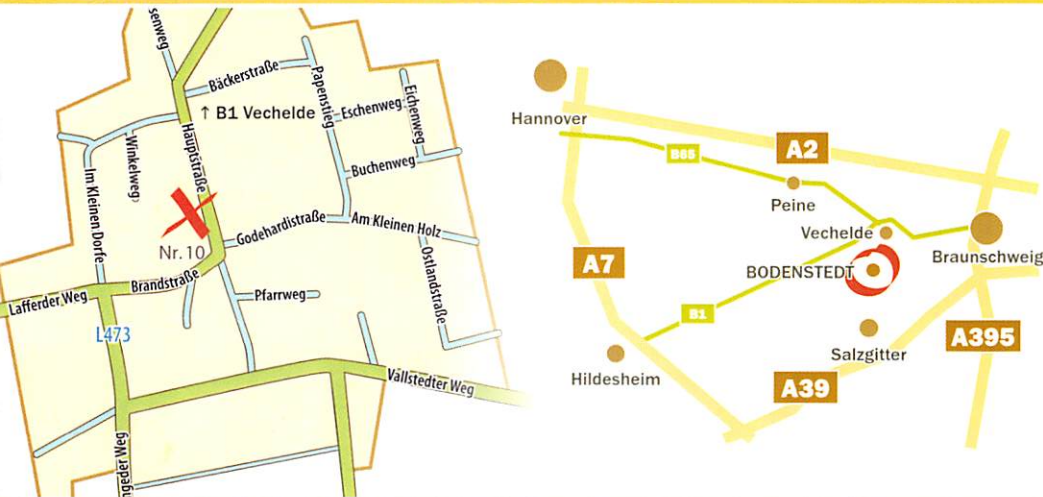 Bäckerstraße
↑ B1 Vechelde
Papenstieg
Eschenweg
Eichenweg
Winkelweg
Hauptstraße
Buchenweg
Im Kleinen Dorfe
Nr. 10
Godehardistraße
Am Kleinen Holz
Ostlandstraße
Brandstraße
Lafferder Weg
Pfarrweg
L473
Vallstedter Weg
Hannover
B65
A2
Peine
Vechelde
Braunschweig
A7
BODENSTEDT
B1
A395
Salzgitter
Hildesheim
A39